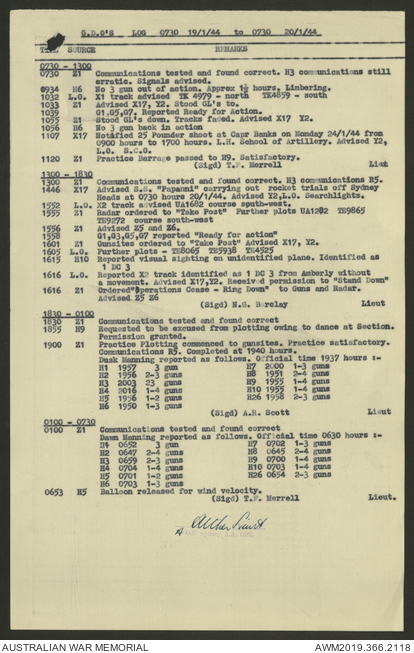 G.D.O'S LOG 0730 19/1/44 to 0730 20/1/44
TIME SOURCE REMARKS
0730 - 1300
0730 Z1 Communications tested and found correct. H3 communications still
erratic. Signals advised.
0934 H6 No 3 gun out of action. Approx 1½ hours. Limbering.
1032 L.O. X1 track advised TK 4979 - north TK4859 - south
1033 Z1 Advised X17, Y2. Stood GL's to.
1039 G1,05,07. Reported Ready for Action.
1055 Z1 Stood GL's down. Tracks faded. Advised X17 Y2.
1056 H6 No 3 gun back in action
1107 X17 Notified 25 Pounder shoot at Cape Banks on Monday 24/1/44 from
0900 hours to 1700 hours. L.H. School of Artillery. Advised Y2,
L.O. S.C.O.
1120 Z1 Practice Barrage passed to H9. Satisfactory.
(Sigd) T.F. Merrell Lieut
1300 - 1830
1300 Z1 Communications tested and found correct. H3 communications R5.
1446 X17 Advised S.S. "Papanui" carrying out rocket trials off Sydney
Heads at 0730 hours 20/1/44. Advised Y2, L.O. Searchlights.
1552 L.O. X2 track advised UA1682 course south-west.
1555 Z1 Radar ordered to "Take Post" Further plots UA1202 TE9865
TE9272 course south-west
1556 Z1 Advised Z5 and Z6.
1558 G1,03,05,07 reported "Ready for action"
1601 Z1 Gunsites ordered to "Take Post" Advised X17, Y2.
1605 L.O. Further plots - TE8065 TE5938 TE4525
1615 H10 Reported visual sighting on unidentified plane. Identified as
1 DC 3
1616 L.O. Reported X2 track identified as 1 DC 3 from Amberly without
a movement. Advised X17,Y2. Received permission to "Stand Down"
1616 Z1 Ordered "Operations Cease - Ring Down" to Guns and Radar.
Advised Z5 Z6
(Sigd) N.G. Barclay Lieut
1830 - 0100
1830 Z1 Communications tested and found correct
1855 H9 Requested to be excused from plotting owing to dance at Section.
Permission granted.
1900 Z1 Practice Plotting commenced to gunsites. Practice satisfactory.
Communications R5. Completed at 1940 hours.
Dusk Manning reported as follows. Official time 1937 hours :-
H1 1957 3 gun H7 2000 1-3 guns
H2 1956 2-3 guns H8 1951 2-4 guns
H3 2003 23 guns H9 1955 1-4 guns
H4 2016 1-4 guns H10 1955 1-4 guns
H5 1956 1-2 guns H26 1958 2-3 guns
H6 1950 1-3 guns
(Sigd) A.R. Scott Lieut
0100 - 0730
0100 Z1 Communications tested and found correct
Dawn Manning reported as follows. Official time 0630 hours :-
H1 0652 3 gun H7 0702 1-3 guns
H2 0647 2-4 guns H8 0645 2-4 guns
H3 0659 2-3 guns H9 0700 1-4 guns
H4 0704 1-4 guns H10 0703 1-4 guns
H5 0701 1-2 guns H26 0654 2-3 guns
H6 0703 1-4 guns
0653 H5 Balloon released for wind velocity.
(Sigd) T.F. Merrell Lieut.
AUSTRALIAN WAR MEMORIAL AWM2019.366.2118